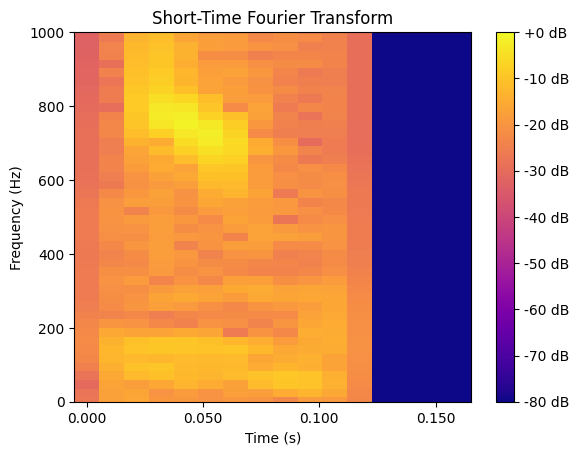 Short-Time Fourier Transform
1000
800
600
400
200
0
Frequency (Hz)
0.000
0.050
0.100
0.150
Time (s)
+0 dB
-10 dB
-20 dB
-30 dB
-40 dB
-50 dB
-60 dB
-70 dB
-80 dB